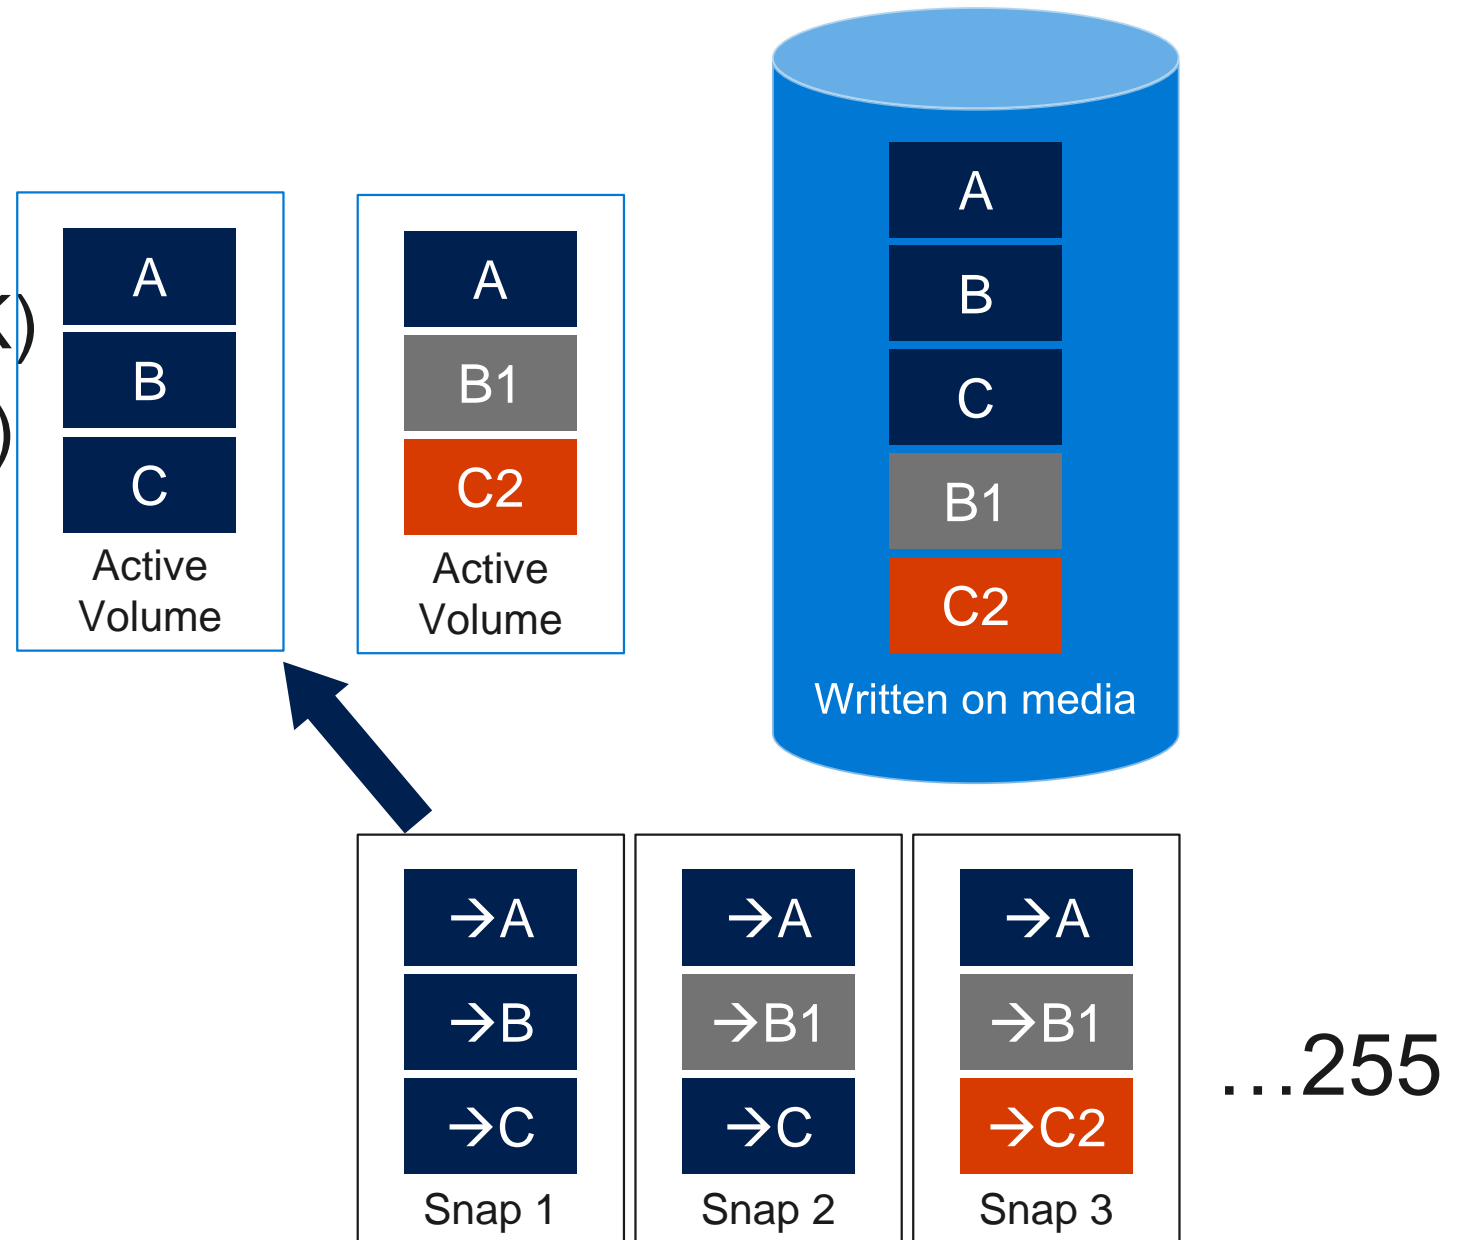 A
B
C
B1
C2
Written on media
A
B
C
Active
Volume
A
B1
C2
Active
Volume
)
→A
→B
→C
Snap 1
→A
→B1
→C
Snap 2
→A
→B1
→C2
Snap 3
…255